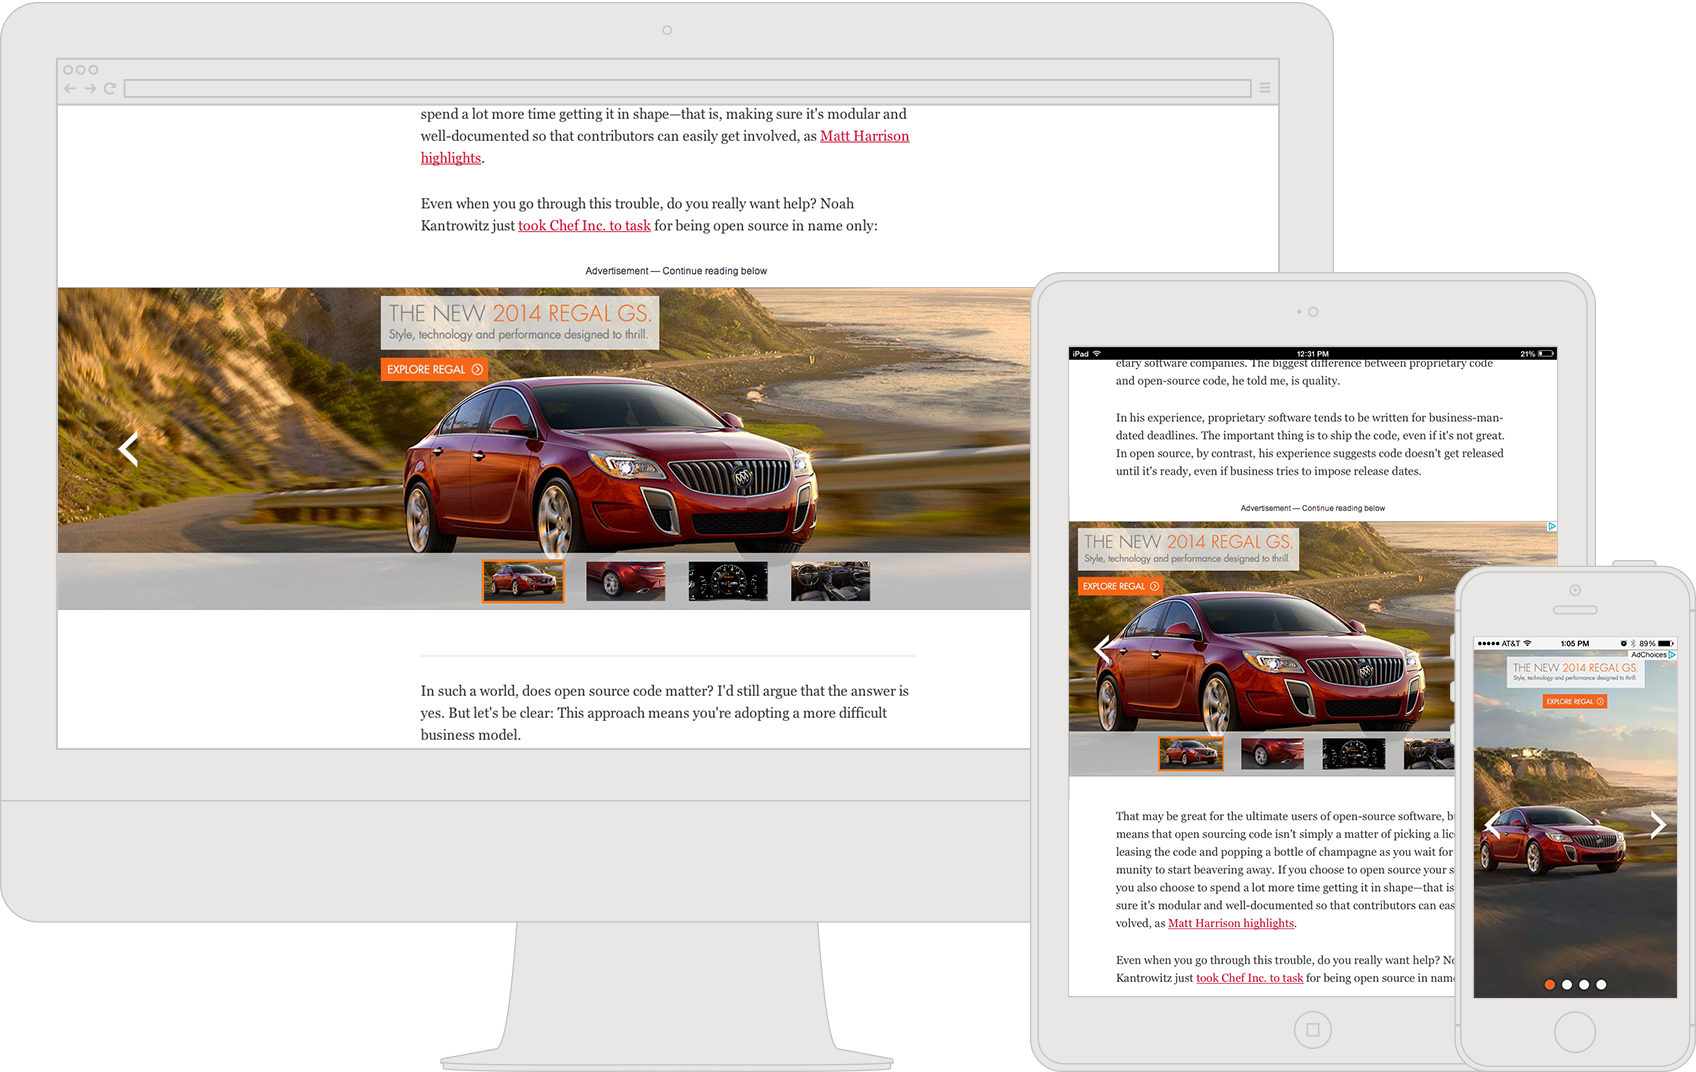 spend a lot more time getting it in shape—that is, making sure it's modular and
well-documented so that contributors can easily get involved, as Matt Harrison
highlights.
Even when you go through this trouble, do you really want help? Noah
Kantrowitz just took Chef Inc. to task for being open source in name only:
Advertisement — Continue reading below
THE NEW 2014 REGAL GS.
Style, technology and performance designed to thrill.
EXPLORE REGAL
In such a world, does open source code matter? I'd still argue that the answer is
yes. But let's be clear: This approach means you're adopting a more difficult
business model.
iPad 12:31 PM 21%
etary software companies. The biggest difference between proprietary code
and open-source code, he told me, is quality.
In his experience, proprietary software tends to be written for business-man-
dated deadlines. The important thing is to ship the code, even if it's not great.
In open source, by contrast, his experience suggests code doesn't get released
until it's ready, even if business tries to impose release dates.
Advertisement — Continue reading below
THE NEW 2014 REGAL GS.
Style, technology and performance designed to thrill.
EXPLORE REGAL
That may be great for the ultimate users of open-source software, b
means that open sourcing code isn't simply a matter of picking a lic
leasing the code and popping a bottle of champagne as you wait for
munity to start beavering away. If you choose to open source your s
you also choose to spend a lot more time getting it in shape—that is
sure it's modular and well-documented so that contributors can eas
volved, as Matt Harrison highlights.
Even when you go through this trouble, do you really want help? No
Kantrowitz just took Chef Inc. to task for being open source in name
AT&T 1:05 PM 89%
AdChoices
THE NEW 2014 REGAL GS.
Style, technology and performance designed to thrill.
EXPLORE REGAL